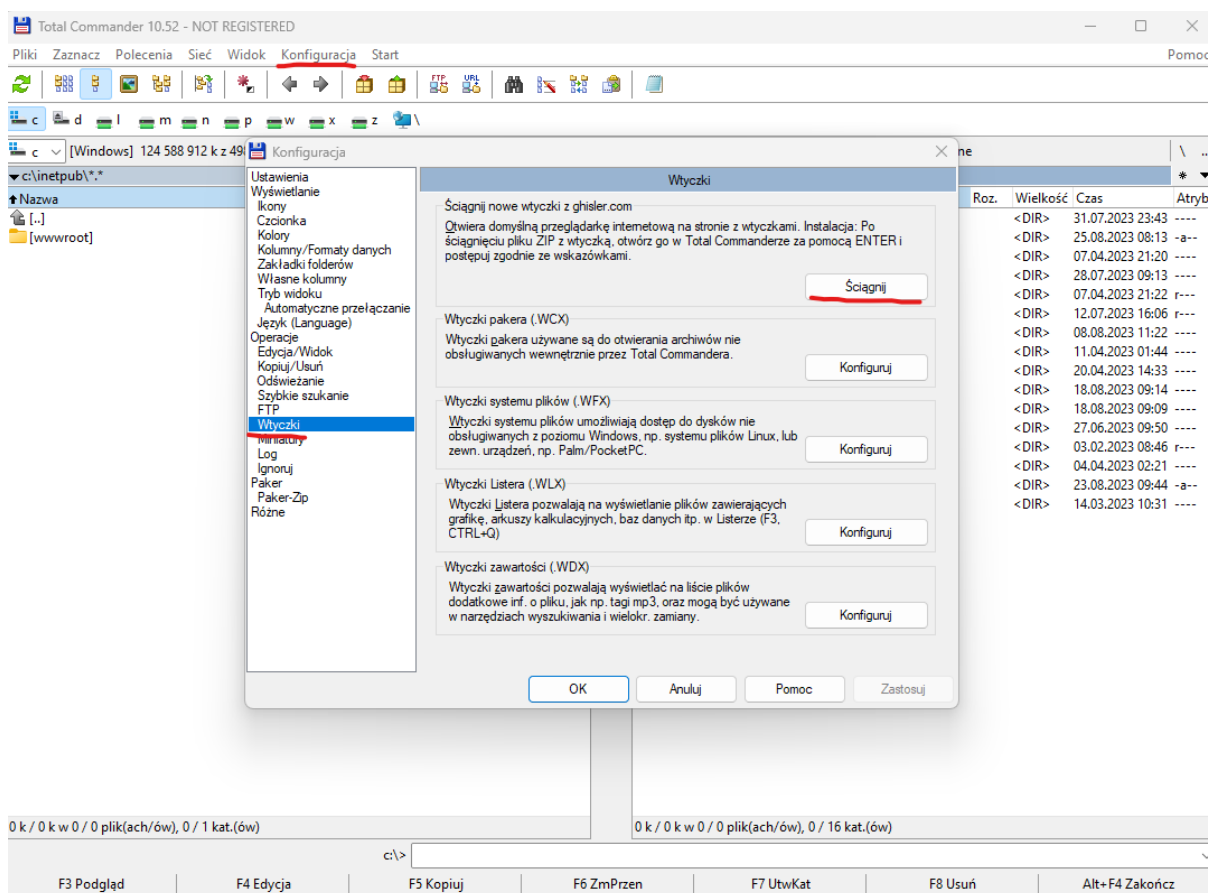 Total Commander 10.52 - NOT REGISTERED
Pliki Zaznacz Polecenia Sieć Widok Konfiguracja Start Pomoc
FTP URL
c d l m n p w x z \
c [Windows] 124 588 912 k z 49 ne \ ..
c:\inetpub\*.* * 
Nazwa Roz. Wielkość Czas Atryb
[..]
[wwwroot]
<DIR> 31.07.2023 23:43 ----
<DIR> 25.08.2023 08:13 -a--
<DIR> 07.04.2023 21:20 ----
<DIR> 28.07.2023 09:13 ----
<DIR> 07.04.2023 21:22 r---
<DIR> 12.07.2023 16:06 r---
<DIR> 08.08.2023 11:22 ----
<DIR> 11.04.2023 01:44 ----
<DIR> 20.04.2023 14:33 ----
<DIR> 18.08.2023 09:14 ----
<DIR> 18.08.2023 09:09 ----
<DIR> 27.06.2023 09:50 ----
<DIR> 03.02.2023 08:46 r---
<DIR> 04.04.2023 02:21 ----
<DIR> 23.08.2023 09:44 -a--
<DIR> 14.03.2023 10:31 ----
Konfiguracja
Ustawienia
Wyświetlanie
Ikony
Czcionka
Kolory
Kolumny/Formaty danych
Zakładki folderów
Własne kolumny
Tryb widoku
Automatyczne przełączanie
Język (Language)
Operacje
Edycja/Widok
Kopiuj/Usuń
Odświeżanie
Szybkie szukanie
FTP
Wtyczki
Miniatury
Log
Ignoruj
Paker
Paker-Zip
Różne
Wtyczki
Ściągnij nowe wtyczki z ghisler.com
Otwiera domyślną przeglądarkę internetową na stronie z wtyczkami. Instalacja: Po
ściągnięciu pliku ZIP z wtyczką, otwórz go w Total Commanderze za pomocą ENTER i
postępuj zgodnie ze wskazówkami.
Ściągnij
Wtyczki pakera (.WCX)
Wtyczki pakera używane są do otwierania archiwów nie
obsługiwanych wewnętrznie przez Total Commandera.
Konfiguruj
Wtyczki systemu plików (.WFX)
Wtyczki systemu plików umożliwiają dostęp do dysków nie
obsługiwanych z poziomu Windows, np. systemu plików Linux, lub
zewn. urządzeń, np. Palm/PocketPC.
Konfiguruj
Wtyczki Listera (.WLX)
Wtyczki Listera pozwalają na wyświetlanie plików zawierających
grafikę, arkuszy kalkulacyjnych, baz danych itp. w Listerze (F3,
CTRL+Q)
Konfiguruj
Wtyczki zawartości (.WDX)
Wtyczki zawartości pozwalają wyświetlać na liście plików
dodatkowe inf. o pliku, jak np. tagi mp3, oraz mogą być używane
w narzędziach wyszukiwania i wielokr. zamiany.
Konfiguruj
OK Anuluj Pomoc Zastosuj
0 k / 0 k w 0 / 0 plik(ach/ów), 0 / 1 kat.(ów) 0 k / 0 k w 0 / 0 plik(ach/ów), 0 / 16 kat.(ów)
c:\>
F3 Podgląd F4 Edycja F5 Kopiuj F6 ZmPrzen F7 UtwKat F8 Usuń Alt+F4 Zakończ